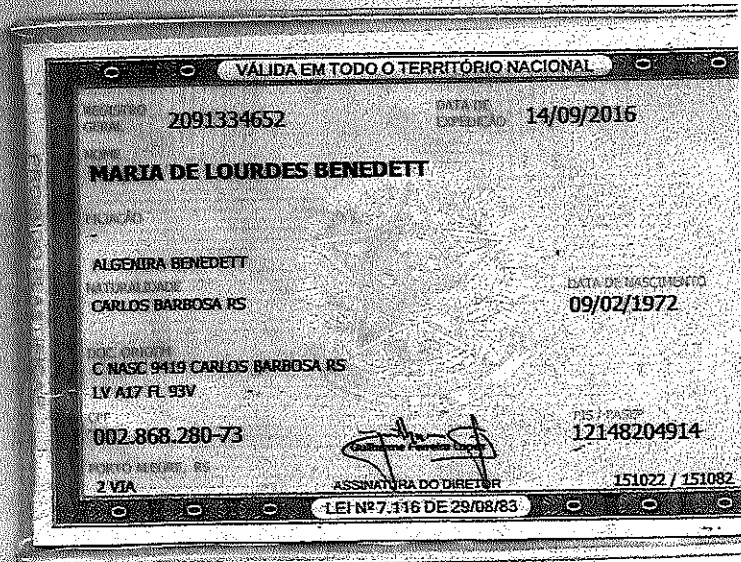 VÁLIDA EM TODO O TERRITÓRIO NACIONAL
REGISTRO GERAL 2091334652 DATA DE EXPEDIÇÃO 14/09/2016
NOME
MARIA DE LOURDES BENEDETT
FILIAÇÃO
-
ALGEMIRA BENEDETT
NATURALIDADE DATA DE NASCIMENTO
CARLOS BARBOSA RS 09/02/1972
DOC. ORIGEM
C NASC 9419 CARLOS BARBOSA RS
LV A17 FL 93V
CPF PIS / PASEP
002.868.280-73 12148204914
PORTO ALEGRE, RS
2 VIA ASSINATURA DO DIRETOR 151022 / 151082
LEI Nº 7.116 DE 29/08/83